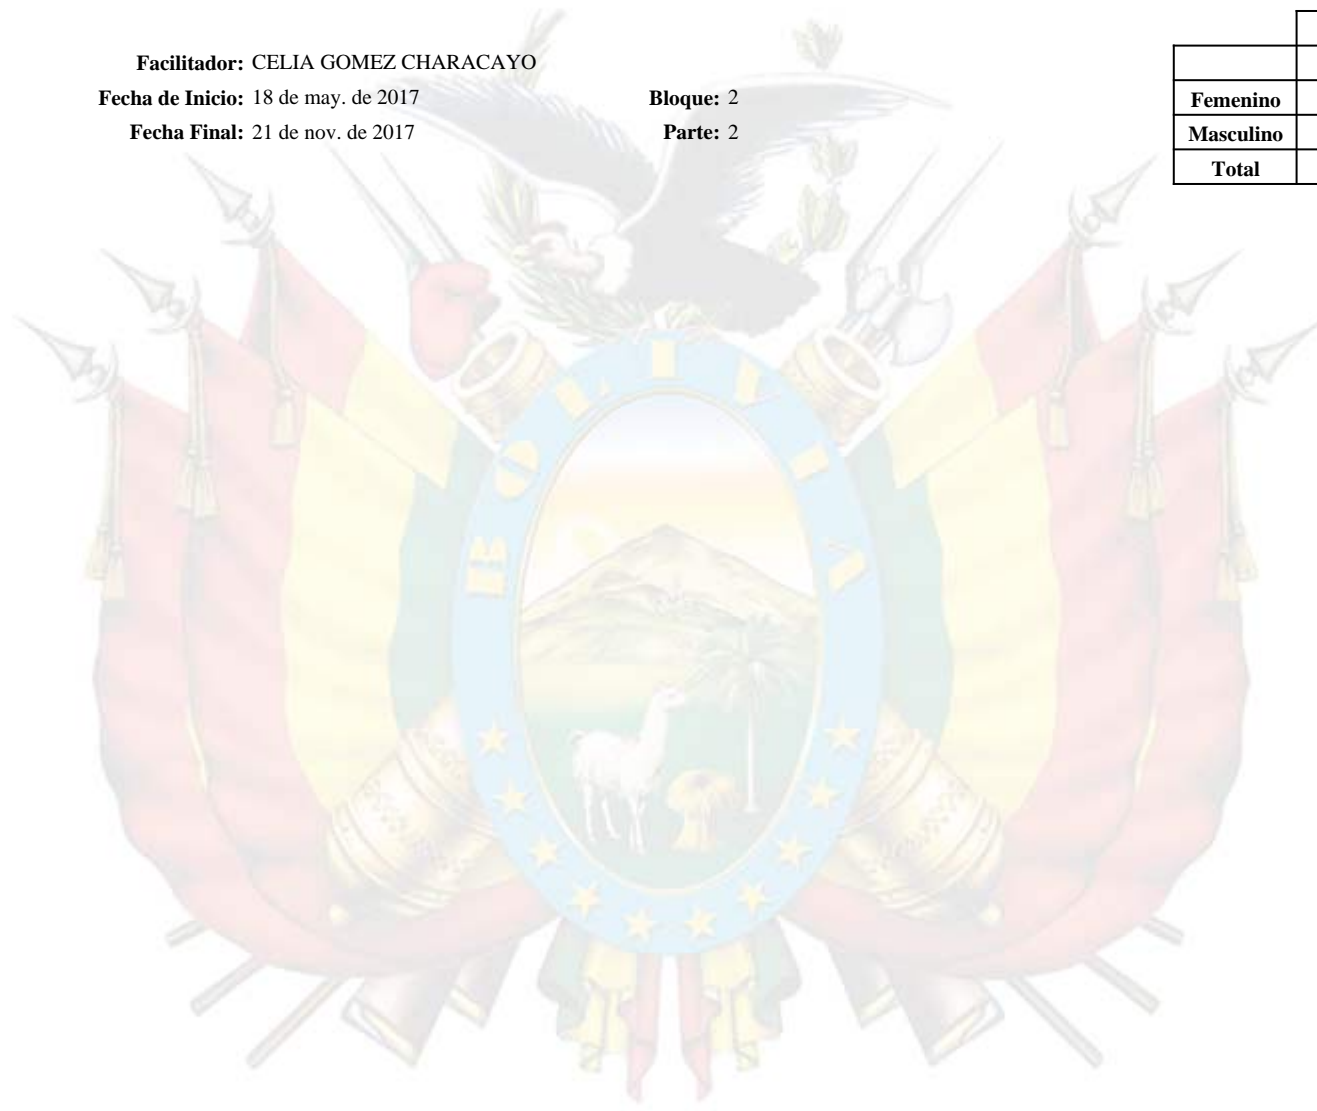 Facilitador: CELIA GOMEZ CHARACAYO
Fecha de Inicio: 18 de may. de 2017 Bloque: 2
Fecha Final: 21 de nov. de 2017 Parte: 2
Femenino
Masculino
Total
BOLIVIA